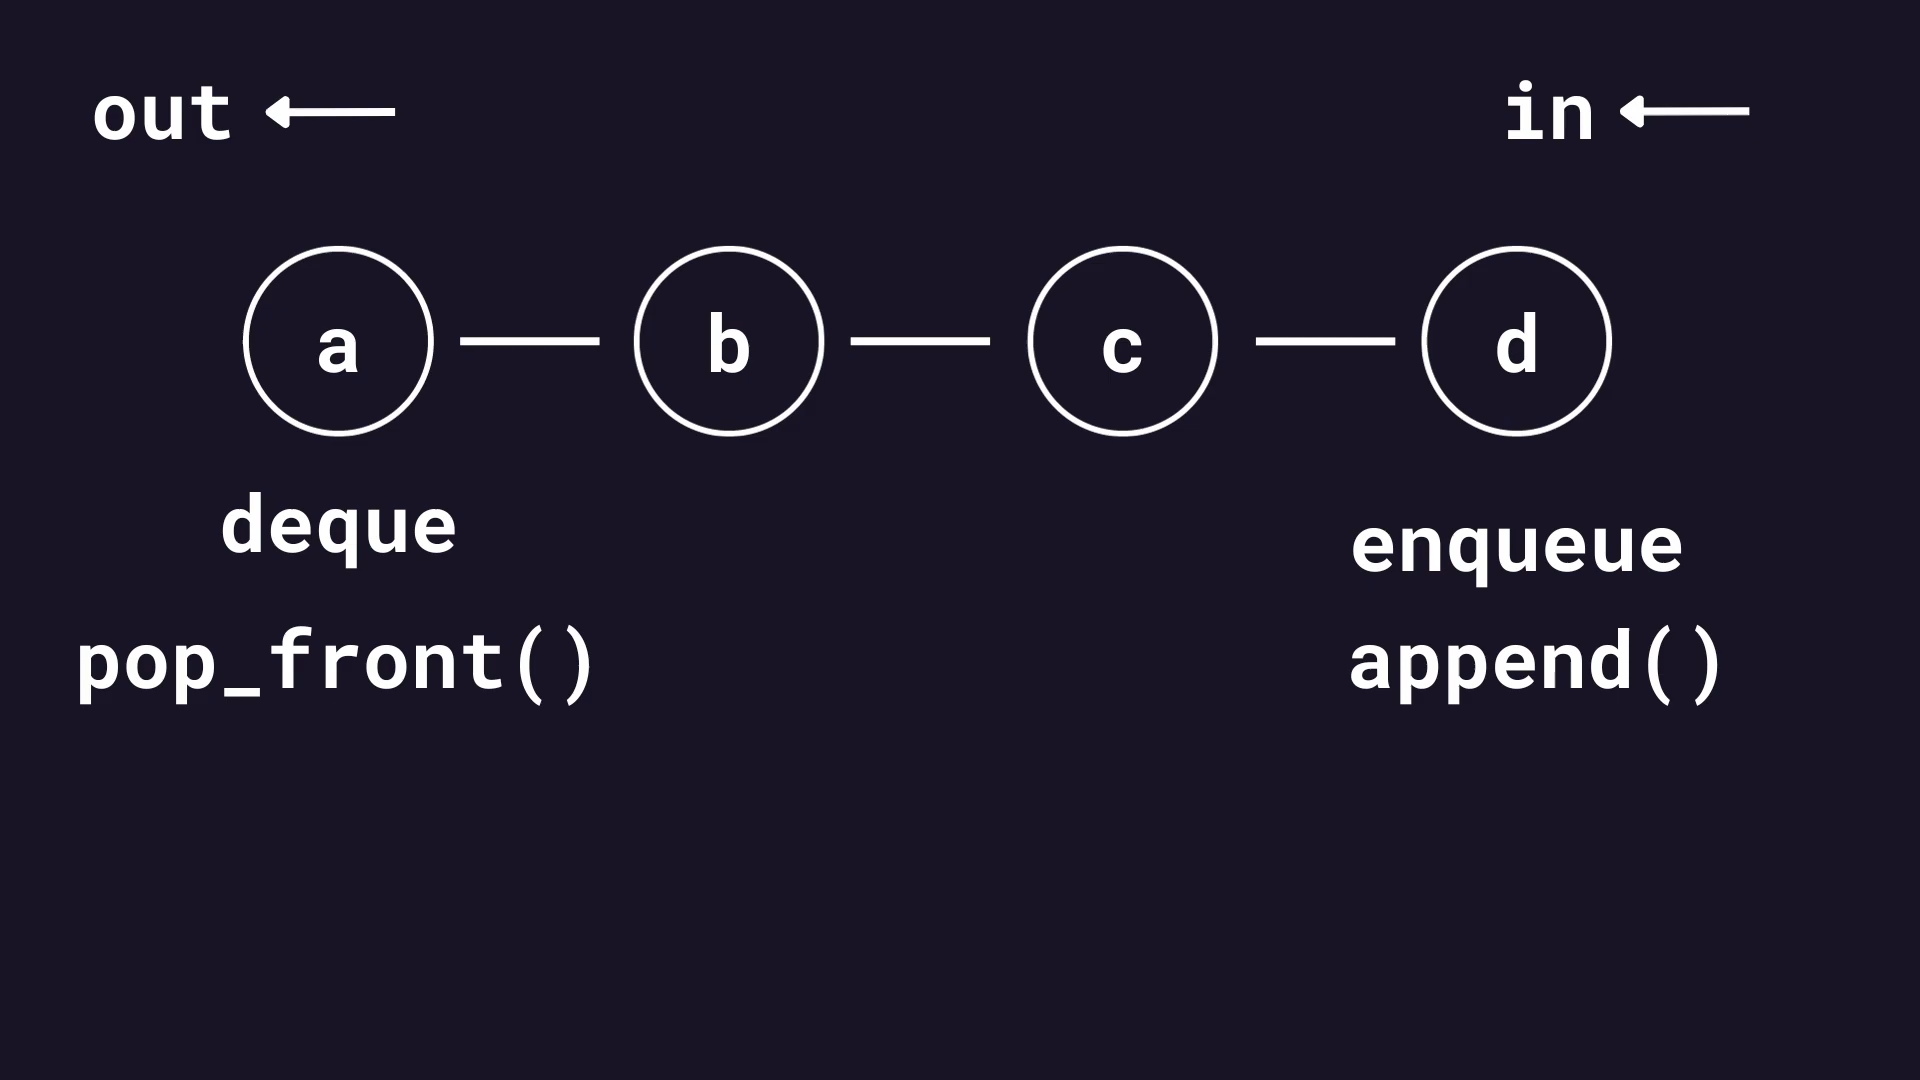 out in
a b c d
deque enqueue
pop_front() append()